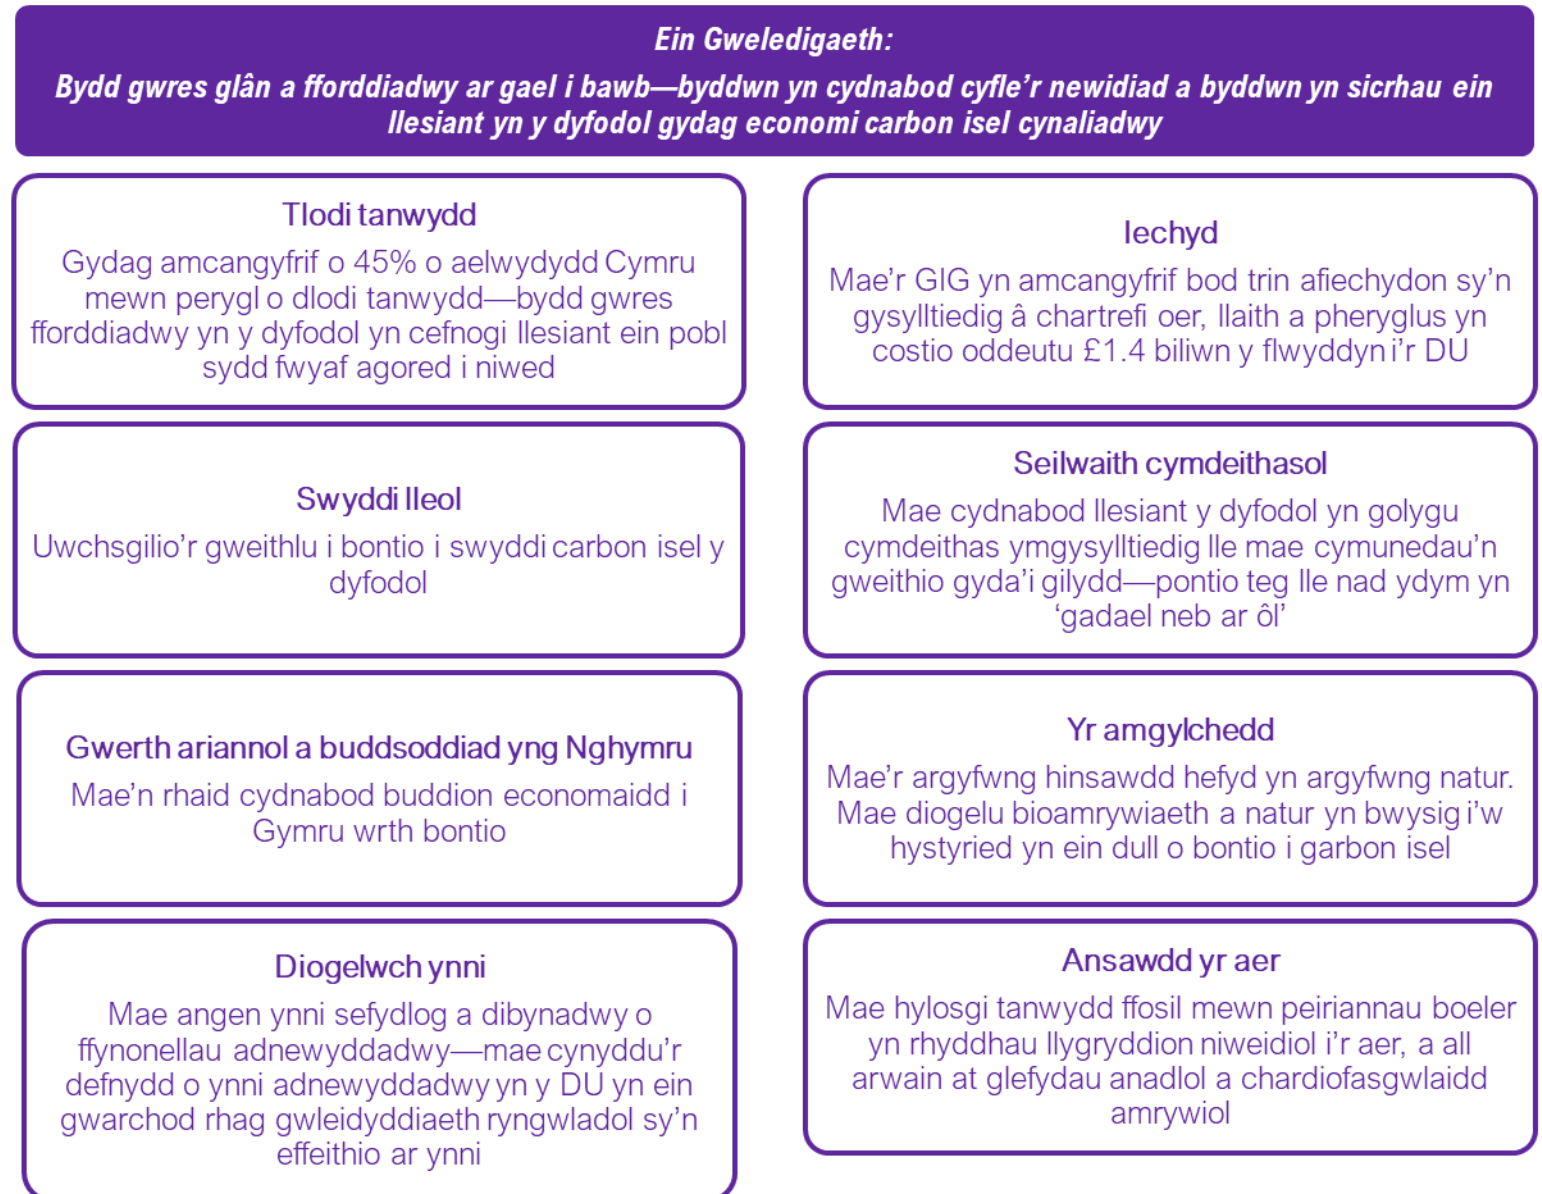 Ein Gweledigaeth:
Bydd gwres glân a fforddiadwy ar gael i bawb—byddwn yn cydnabod cyfle’r newidiad a byddwn yn sicrhau ein
llesiant yn y dyfodol gydag economi carbon isel cynaliadwy
Tlodi tanwydd
Gydag amcangyfrif o 45% o aelwydydd Cymru
mewn perygl o dlodi tanwydd—bydd gwres
fforddiadwy yn y dyfodol yn cefnogi llesiant ein pobl
sydd fwyaf agored i niwed
Iechyd
Mae’r GIG yn amcangyfrif bod trin afiechydon sy’n
gysylltiedig â chartrefi oer, llaith a pheryglus yn
costio oddeutu £1.4 biliwn y flwyddyn i’r DU
Swyddi lleol
Uwchsgilio’r gweithlu i bontio i swyddi carbon isel y
dyfodol
Seilwaith cymdeithasol
Mae cydnabod llesiant y dyfodol yn golygu
cymdeithas ymgysylltiedig lle mae cymunedau’n
gweithio gyda’i gilydd—pontio teg lle nad ydym yn
‘gadael neb ar ôl’
Gwerth ariannol a buddsoddiad yng Nghymru
Mae’n rhaid cydnabod buddion economaidd i
Gymru wrth bontio
Yr amgylchedd
Mae’r argyfwng hinsawdd hefyd yn argyfwng natur.
Mae diogelu bioamrywiaeth a natur yn bwysig i’w
hystyried yn ein dull o bontio i garbon isel
Diogelwch ynni
Mae angen ynni sefydlog a dibynadwy o
ffynonellau adnewyddadwy—mae cynyddu’r
defnydd o ynni adnewyddadwy yn y DU yn ein
gwarchod rhag gwleidyddiaeth ryngwladol sy’n
effeithio ar ynni
Ansawdd yr aer
Mae hylosgi tanwydd ffosil mewn peiriannau boeler
yn rhyddhau llygryddion niweidiol i’r aer, a all
arwain at glefydau anadlol a chardiofasgwlaidd
amrywiol